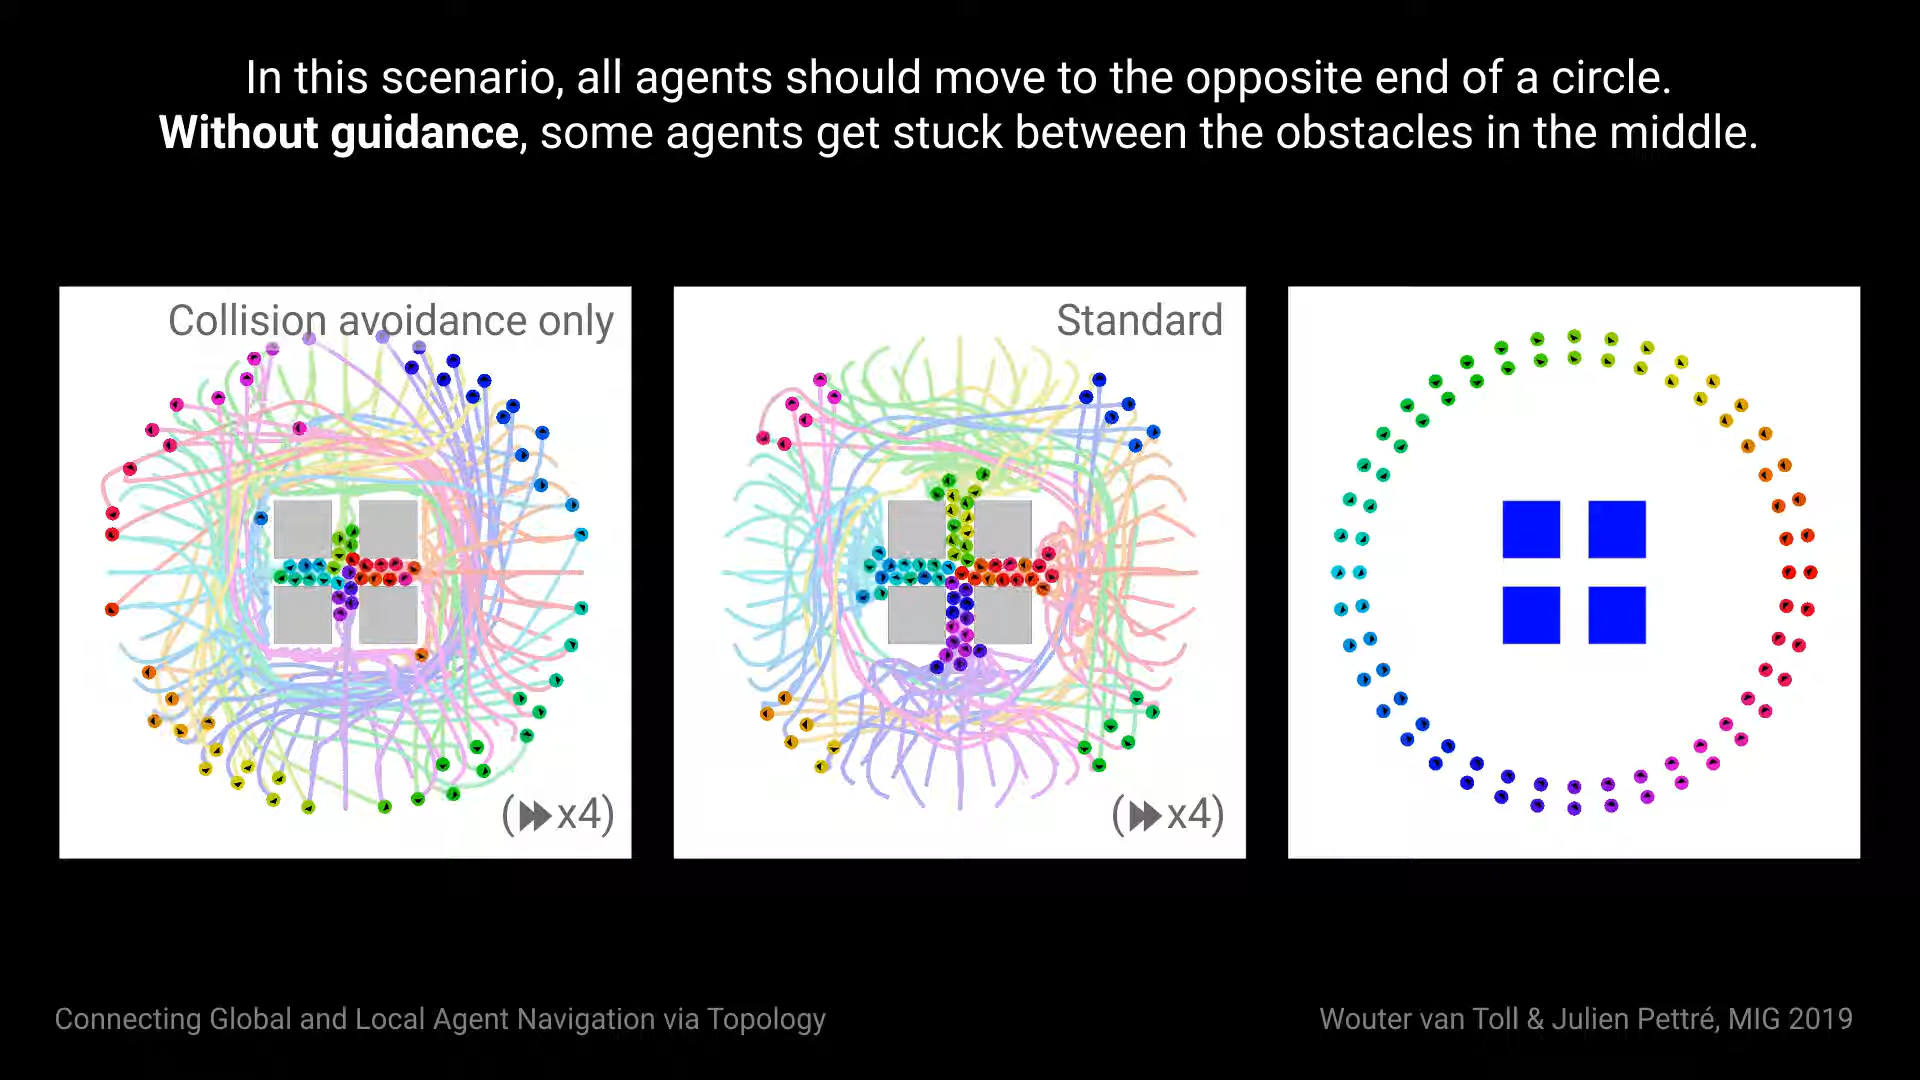 In this scenario, all agents should move to the opposite end of a circle.
Without guidance, some agents get stuck between the obstacles in the middle.
Collision avoidance only
Standard
(x4)
(x4)
Connecting Global and Local Agent Navigation via Topology
Wouter van Toll & Julien Pettré, MIG 2019